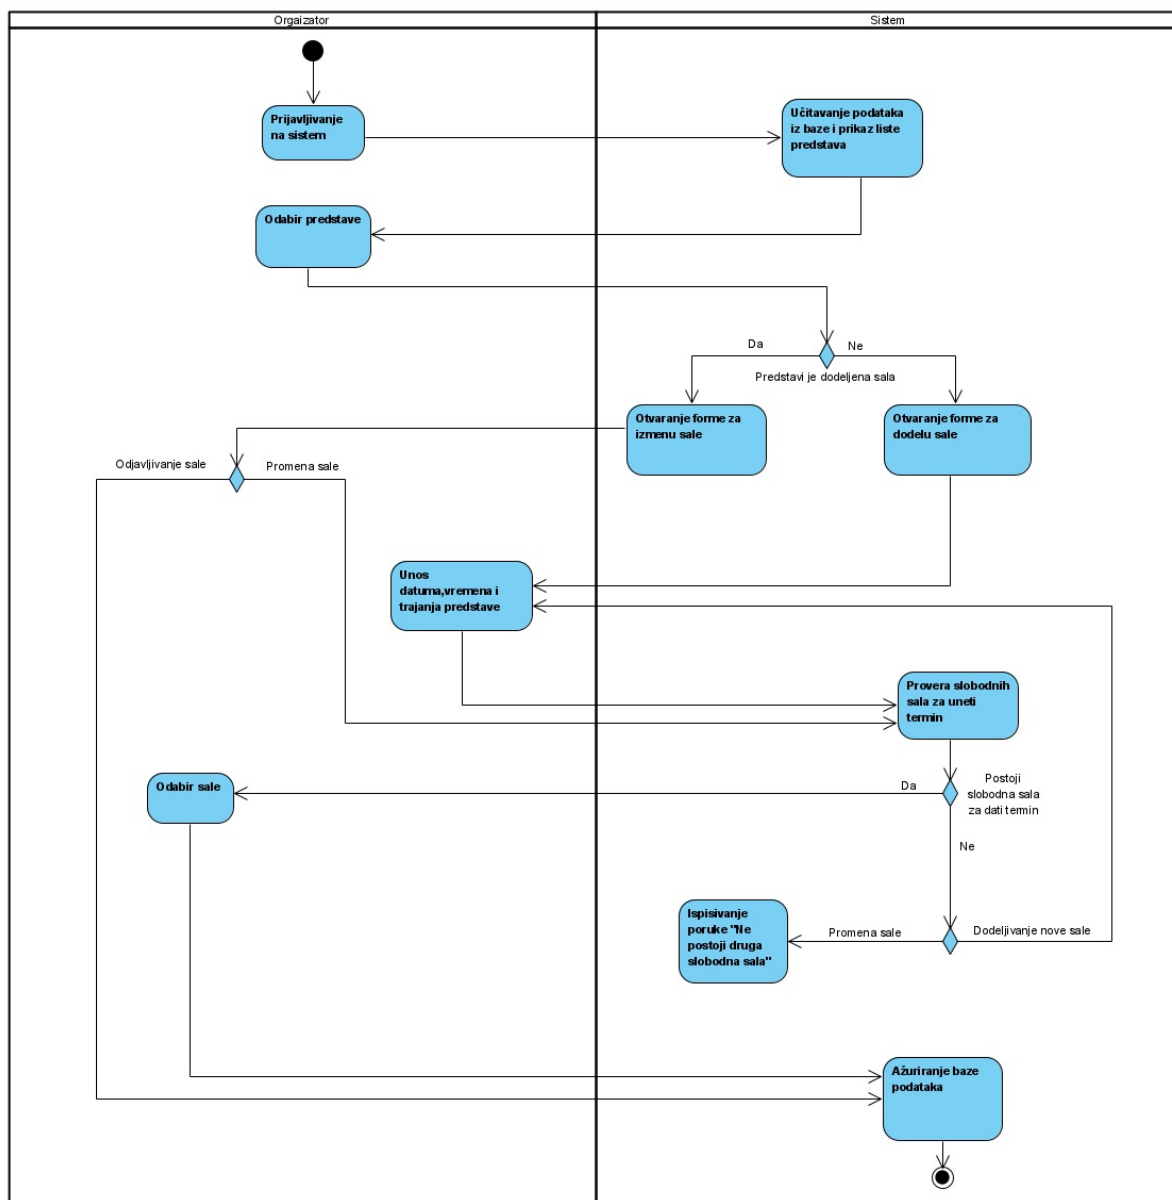 Orgaizator
Sistem
Prijavljivanje
na sistem
Učitavanje podataka
iz baze i prikaz liste
predstava
Odabir predstave
Da
Ne
Predstavi je dodeljena sala
Otvaranje forme za
izmenu sale
Otvaranje forme za
dodelu sale
Odjavljivanje sale
Promena sale
Unos
datuma,vremena i
trajanja predstave
Provera slobodnih
sala za uneti
termin
Odabir sale
Da
Postoji
slobodna sala
za dati termin
Ne
Ispisivanje
poruke "Ne
postoji druga
slobodna sala"
Promena sale
Dodeljivanje nove sale
Ažuriranje baze
podataka